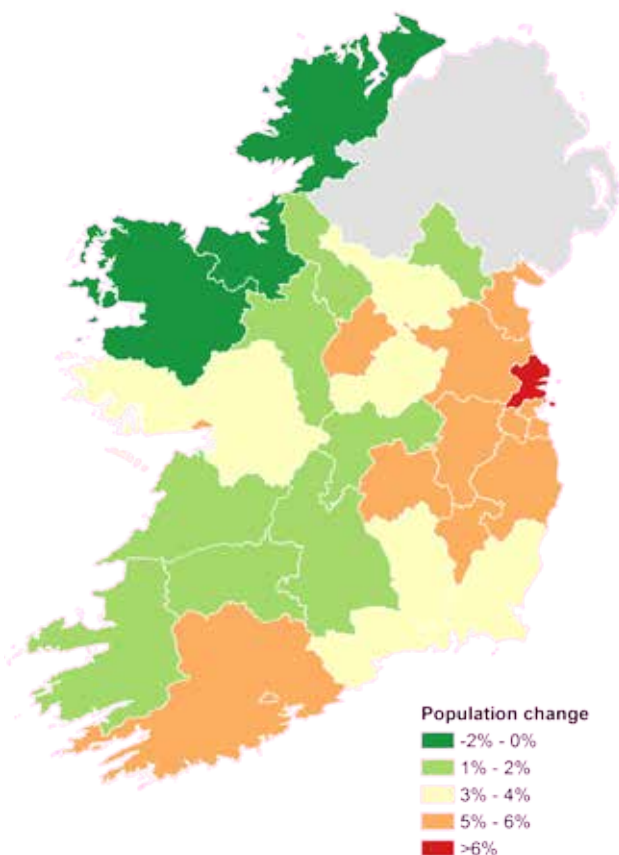 Population change
-2% - 0%
1% - 2%
3% - 4%
5% - 6%
>6%